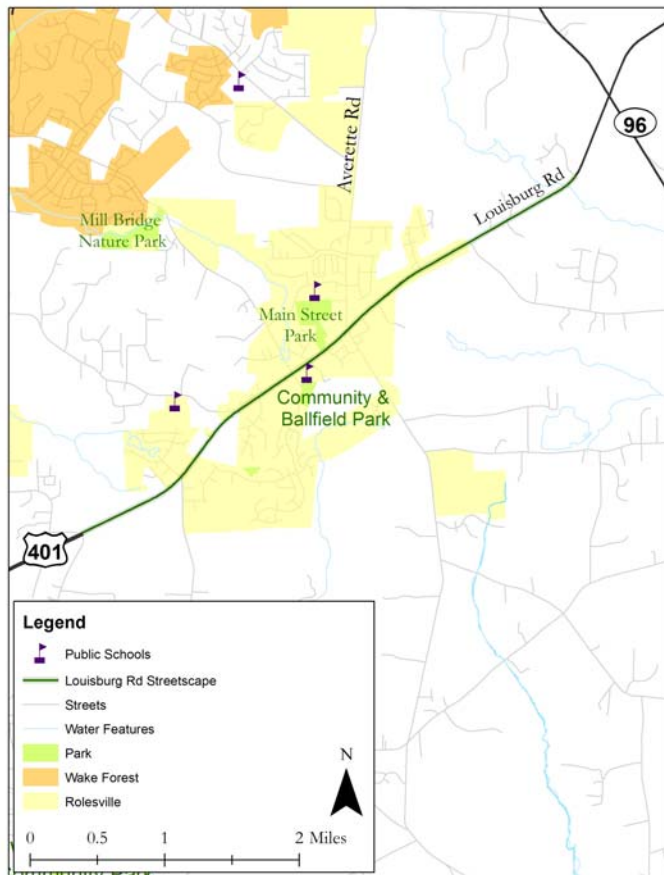 Averette Rd
96
Louisburg Rd
Mill Bridge
Nature Park
Main Street
Park
Community &
Ballfield Park
401
Legend
Public Schools
Louisburg Rd Streetscape
Streets
Water Features
Park
Wake Forest
Rolesville
N
0 0.5 1 2 Miles